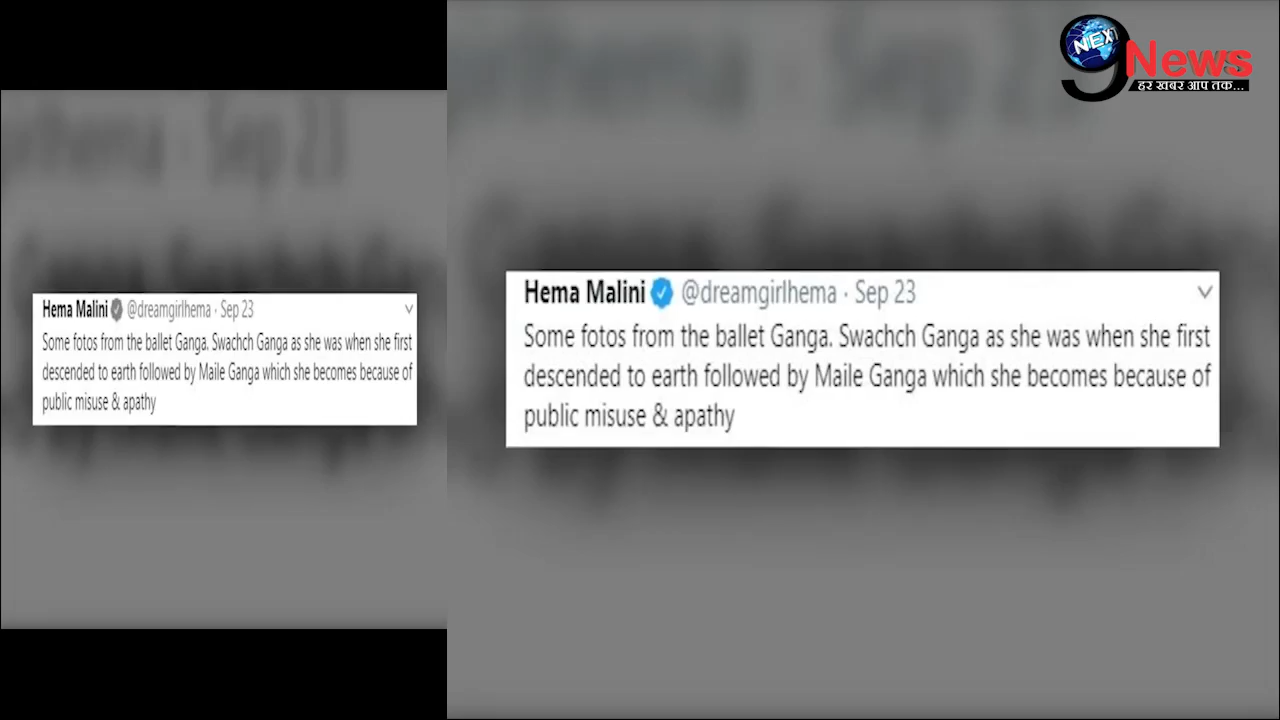 NEXT
9 News
हर खबर आप तक...
Hema Malini @dreamgirlhema · Sep 23
Some fotos from the ballet Ganga. Swachch Ganga as she was when she first
descended to earth followed by Maile Ganga which she becomes because of
public misuse & apathy
Hema Malini @dreamgirlhema · Sep 23
Some fotos from the ballet Ganga. Swachch Ganga as she was when she first
descended to earth followed by Maile Ganga which she becomes because of
public misuse & apathy